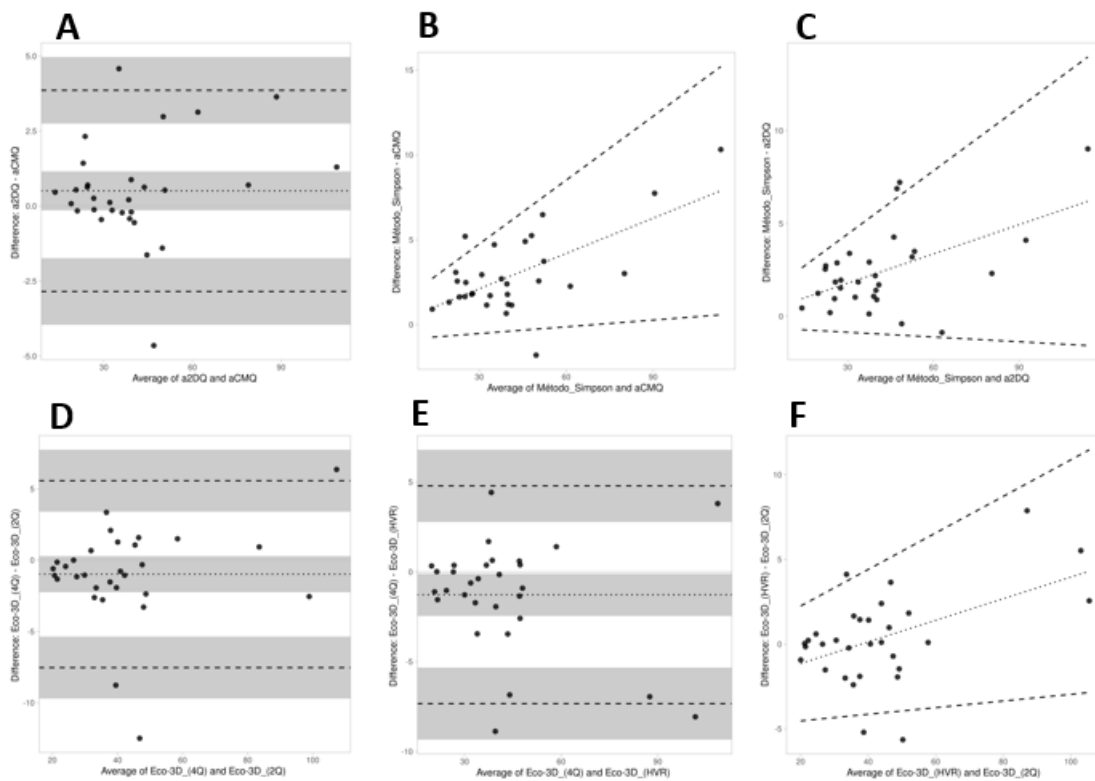 A
B
C
5.0
2.5
0.0
-2.5
-5.0
Difference: a2DQ - aCMQ
30
60
90
Average of a2DQ and aCMQ
15
10
5
0
Difference: Método_Simpson - aCMQ
30
60
90
Average of Método_Simpson and aCMQ
10
5
0
Difference: Método_Simpson - a2DQ
30
60
90
Average of Método_Simpson and a2DQ
D
E
F
5
0
-5
-10
Difference: Eco-3D_(4Q) - Eco-3D_(2Q)
20
40
60
80
100
Average of Eco-3D_(4Q) and Eco-3D_(2Q)
5
0
-5
-10
Difference: Eco-3D_(4Q) - Eco-3D_(HVR)
30
60
90
Average of Eco-3D_(4Q) and Eco-3D_(HVR)
10
5
0
-5
Difference: Eco-3D_(HVR) - Eco-3D_(2Q)
20
40
60
80
100
Average of Eco-3D_(HVR) and Eco-3D_(2Q)